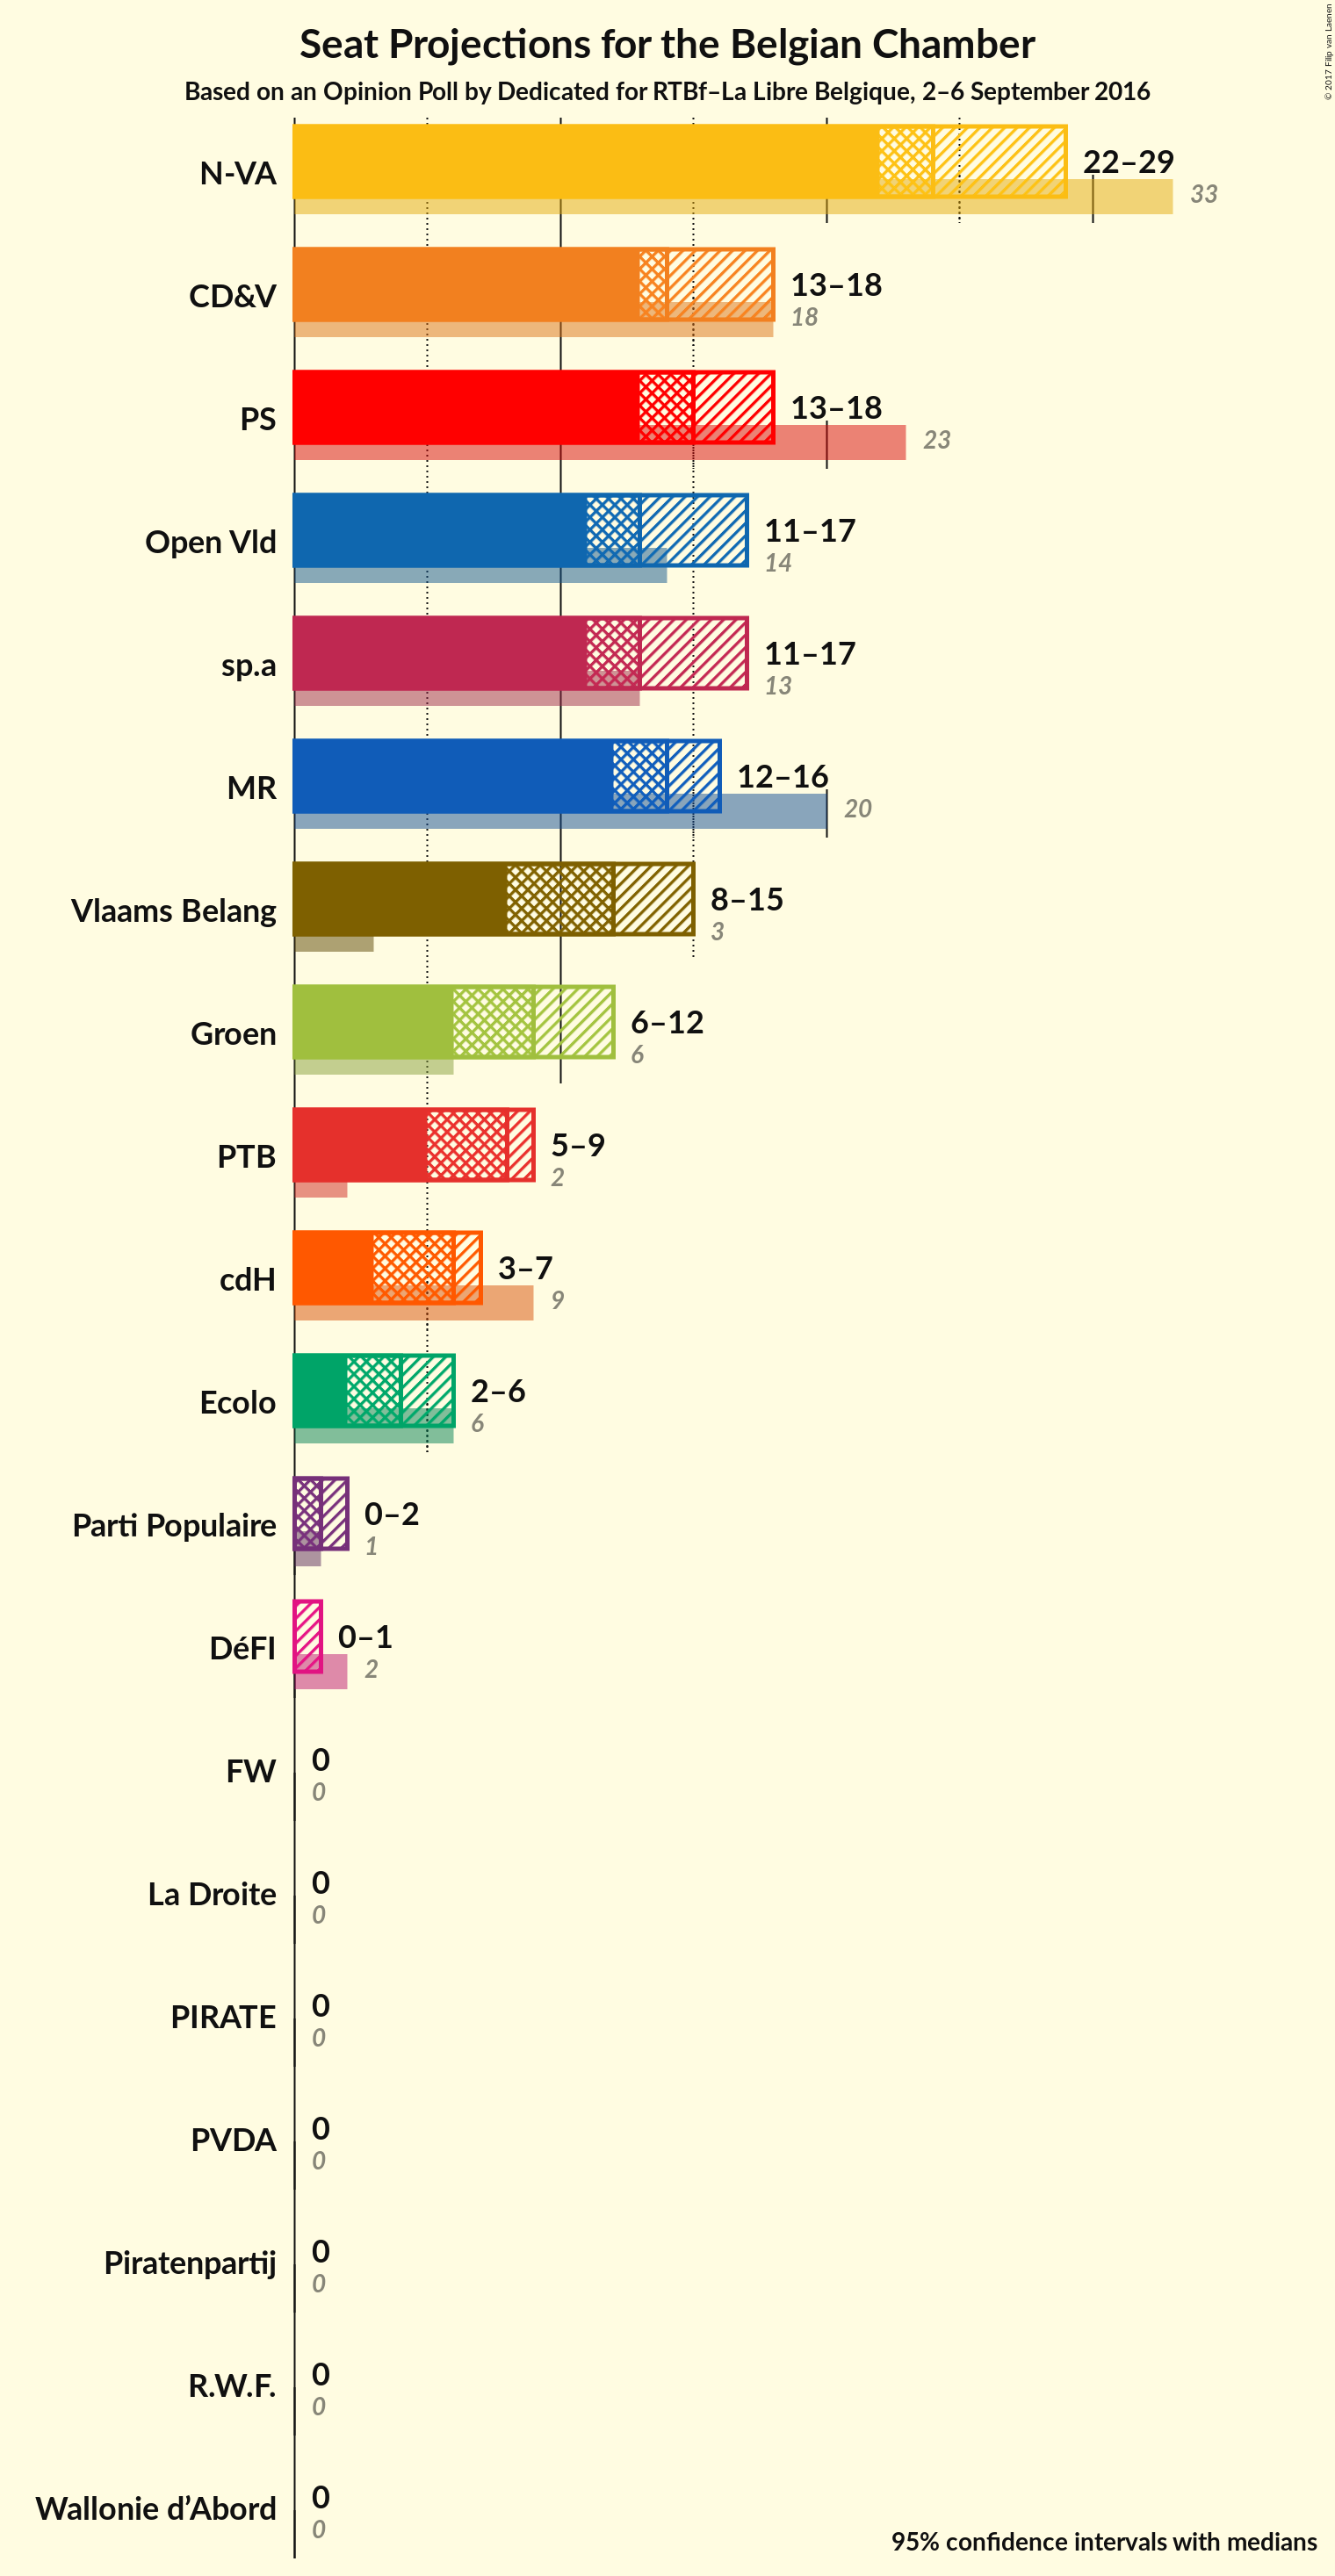 Seat Projections for the Belgian Chamber
Based on an Opinion Poll by Dedicated for RTBf–La Libre Belgique, 2–6 September 2016
© 2017 Filip van Laenen
N-VA
22–29
33
CD&V
13–18
18
PS
13–18
23
Open Vld
11–17
14
sp.a
11–17
13
MR
12–16
20
Vlaams Belang
8–15
3
Groen
6–12
6
PTB
5–9
2
cdH
3–7
9
Ecolo
2–6
6
Parti Populaire
0–2
1
DéFI
0–1
2
FW
0
0
La Droite
0
0
PIRATE
0
0
PVDA
0
0
Piratenpartij
0
0
R.W.F.
0
0
Wallonie d’Abord
0
0
95% confidence intervals with medians